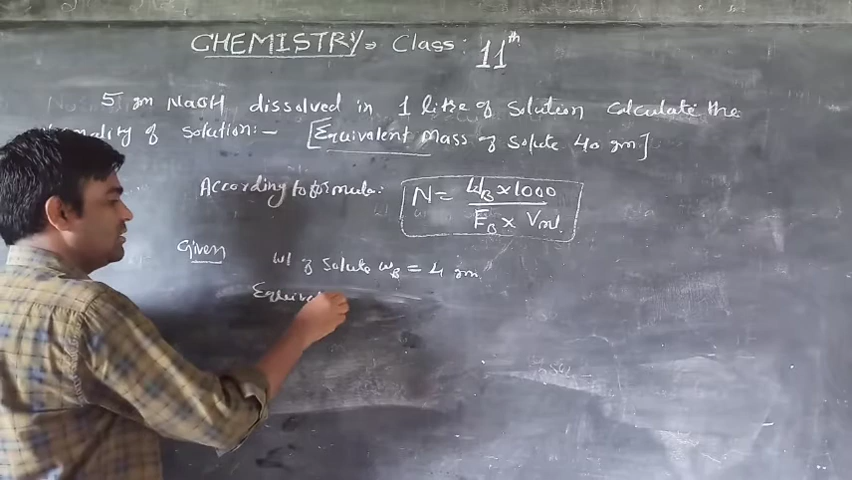 CHEMISTRY Class: 11th
5 gm NaOH dissolved in 1 litre of solution calculate the
of solution:- [Equivalent Mass of solute 40 gm]
According to formula: N = WB × 1000 / EB × Vml.
Given Wt of solute WB = 4 gm
Equival